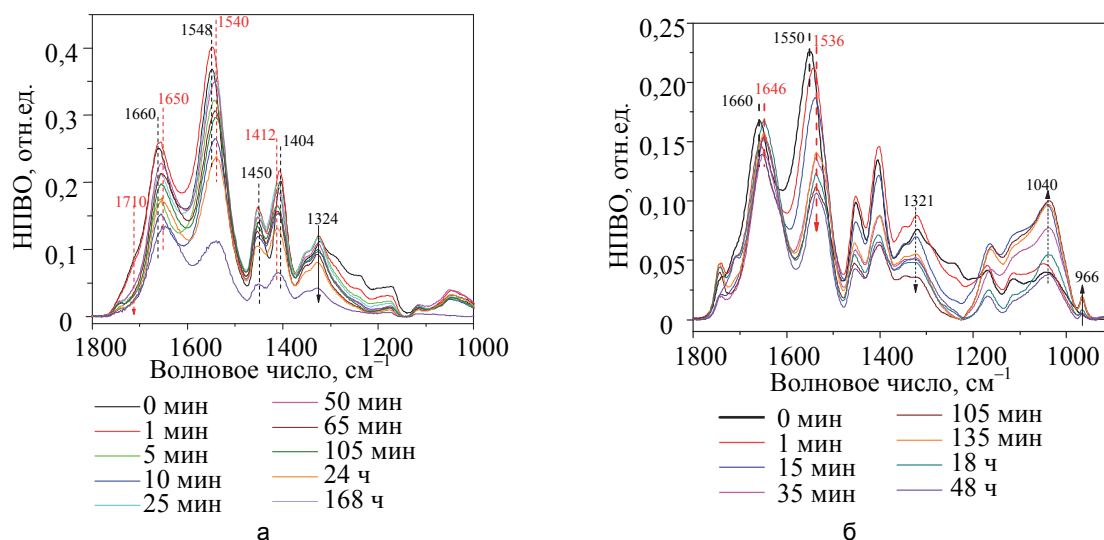 а)
1548
1540
0,4
1660
1650
0,3
1412
1404
1450
0,2
1710
1324
0,1
0
НПВО, отн.ед.
1800
1600
1400
1200
1000
Волновое число, см⁻¹
0 мин
1 мин
5 мин
10 мин
25 мин
50 мин
65 мин
105 мин
24 ч
168 ч
а
б)
0,25
1550
1536
0,20
1660
1646
0,15
1321
1040
0,10
0,05
966
0
НПВО, отн.ед.
1800
1600
1400
1200
1000
Волновое число, см⁻¹
0 мин
1 мин
15 мин
35 мин
105 мин
135 мин
18 ч
48 ч
б